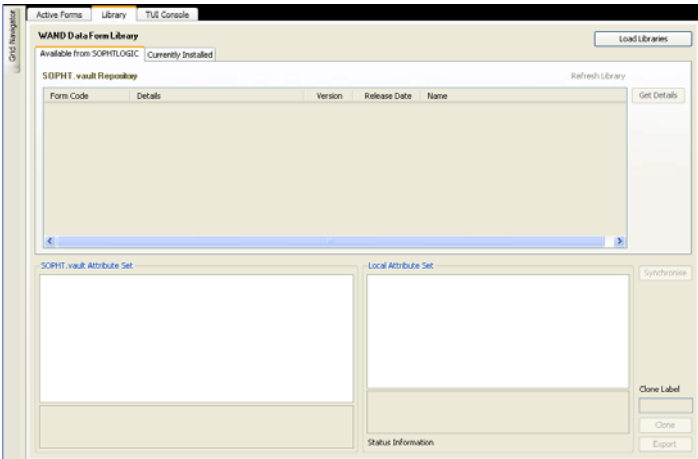 Grid Navigator
Active Forms Library TUI Console
WAND Data Form Library
Load Libraries
Available from SOPHTLOGIC Currently Installed
SOPHT.vault Repository Refresh Library
Form Code Details Version Release Date Name Get Details
SOPHT.vault Attribute Set Local Attribute Set
Synchronise
Clone Label
Clone
Status Information Export